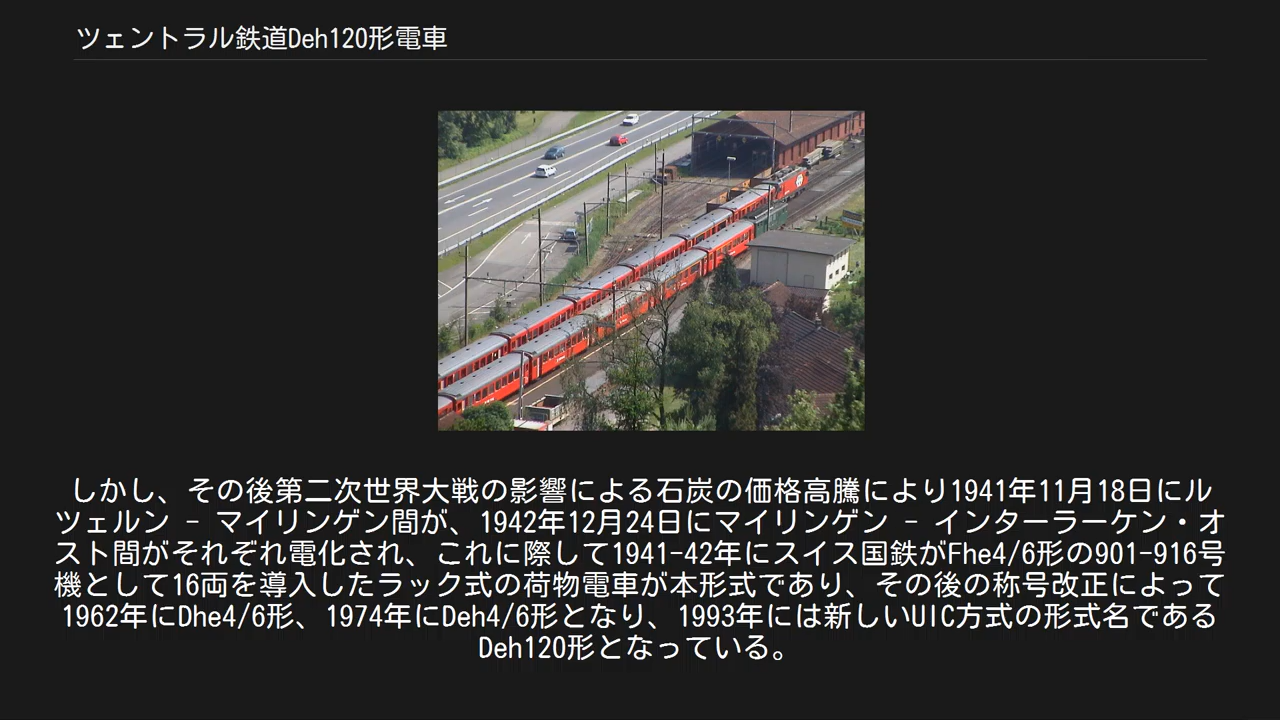 ツェントラル鉄道Deh120形電車
しかし、その後第二次世界大戦の影響による石炭の価格高騰により1941年11月18日にル
ツェルン - マイリンゲン間が、1942年12月24日にマイリンゲン - インターラーケン・オ
スト間がそれぞれ電化され、これに際して1941-42年にスイス国鉄がFhe4/6形の901-916号
機として16両を導入したラック式の荷物電車が本形式であり、その後の称号改正によって
1962年にDhe4/6形、1974年にDeh4/6形となり、1993年には新しいUIC方式の形式名である
Deh120形となっている。